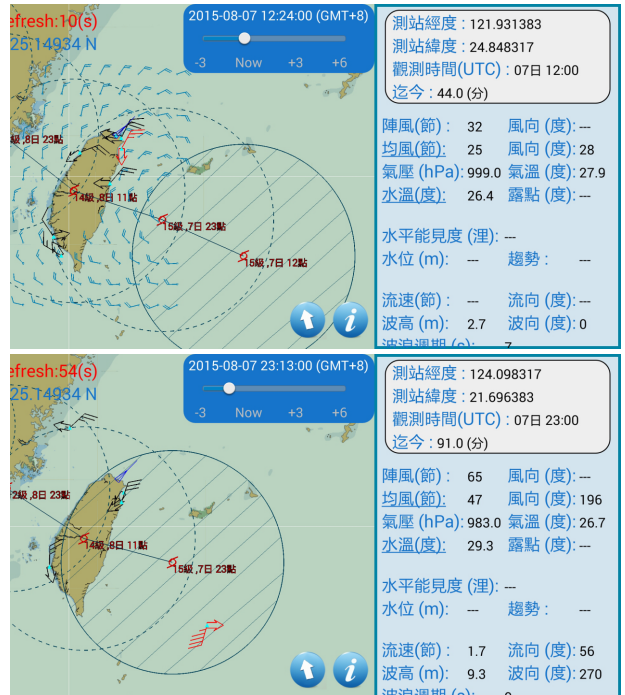 efresh:10(s)
25.14934 N
2015-08-07 12:24:00 (GMT+8)
-3 Now +3 +6
級 ,8日 23點
14級 ,8日 11點
15級 ,7日 23點
15級 ,7日 12點
測站經度 : 121.931383
測站緯度 : 24.848317
觀測時間(UTC) : 07日 12:00
迄今 : 44.0 (分)
陣風(節) : 32 風向 (度): ---
均風(節): 25 風向 (度): 28
氣壓 (hPa): 999.0 氣溫 (度): 27.9
水溫(度): 26.4 露點 (度): ---
水平能見度 (浬): ---
水位 (m): --- 趨勢 : ---
流速(節) : --- 流向 (度): ---
波高 (m): 2.7 波向 (度): 0
波浪週期 (s): 7
efresh:54(s)
25.14934 N
2015-08-07 23:13:00 (GMT+8)
-3 Now +3 +6
2級 ,8日 23點
14級 ,8日 11點
15級 ,7日 23點
測站經度 : 124.098317
測站緯度 : 21.696383
觀測時間(UTC) : 07日 23:00
迄今 : 91.0 (分)
陣風(節) : 65 風向 (度): ---
均風(節): 47 風向 (度): 196
氣壓 (hPa): 983.0 氣溫 (度): 26.7
水溫(度): 29.3 露點 (度): ---
水平能見度 (浬): ---
水位 (m): --- 趨勢 : ---
流速(節) : 1.7 流向 (度): 56
波高 (m): 9.3 波向 (度): 270
波浪週期 (s):